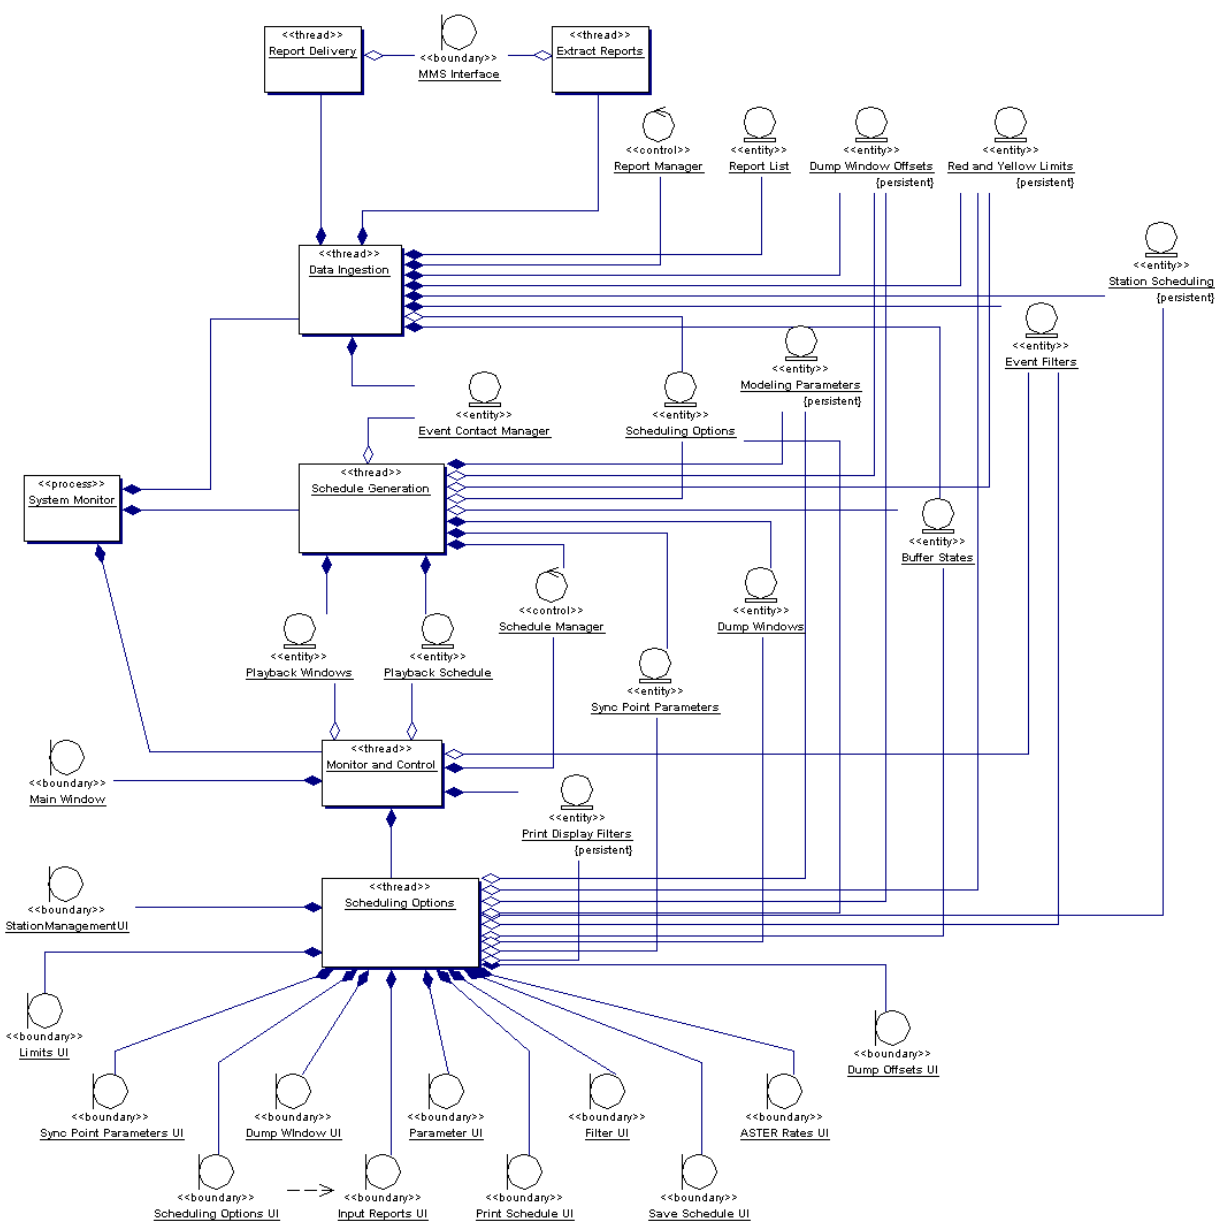 <<thread>>
Report Delivery
<<boundary>>
MMS Interface
<<thread>>
Extract Reports
<<control>>
Report Manager
<<entity>>
Report List
<<entity>>
Dump Window Offsets
{persistent}
<<entity>>
Red and Yellow Limits
{persistent}
<<thread>>
Data Ingestion
<<entity>>
Station Scheduling
{persistent}
<<entity>>
Event Filters
<<entity>>
Modeling Parameters
{persistent}
<<entity>>
Event Contact Manager
<<entity>>
Scheduling Options
<<process>>
System Monitor
<<thread>>
Schedule Generation
<<entity>>
Buffer States
<<control>>
Schedule Manager
<<entity>>
Dump Windows
<<entity>>
Playback Windows
<<entity>>
Playback Schedule
<<entity>>
Sync Point Parameters
<<thread>>
Monitor and Control
<<boundary>>
Main Window
<<entity>>
Print Display Filters
{persistent}
<<thread>>
Scheduling Options
<<boundary>>
StationManagementUI
<<boundary>>
Limits UI
<<boundary>>
Dump Offsets UI
<<boundary>>
Sync Point Parameters UI
<<boundary>>
Dump WIndow UI
<<boundary>>
Parameter UI
<<boundary>>
Filter UI
<<boundary>>
ASTER Rates UI
<<boundary>>
Scheduling Options UI
<<boundary>>
Input Reports UI
<<boundary>>
Print Schedule UI
<<boundary>>
Save Schedule UI